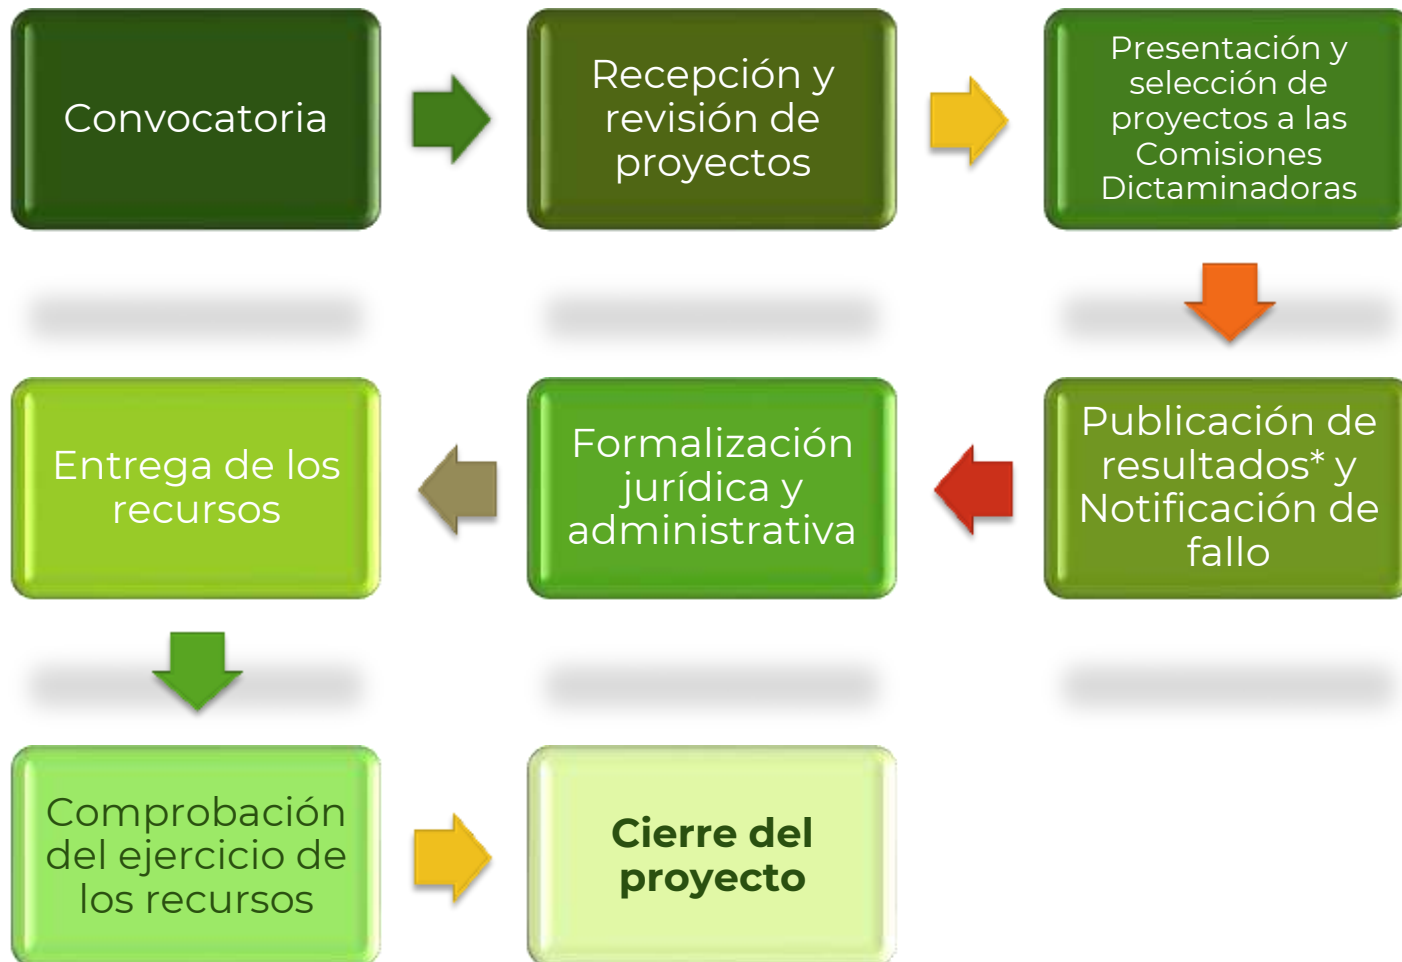 Convocatoria
Recepción y
revisión de
proyectos
Presentación y
selección de
proyectos a las
Comisiones
Dictaminadoras
Publicación de
resultados* y
Notificación de
fallo
Formalización
jurídica y
administrativa
Entrega de los
recursos
Comprobación
del ejercicio de
los recursos
Cierre del
proyecto